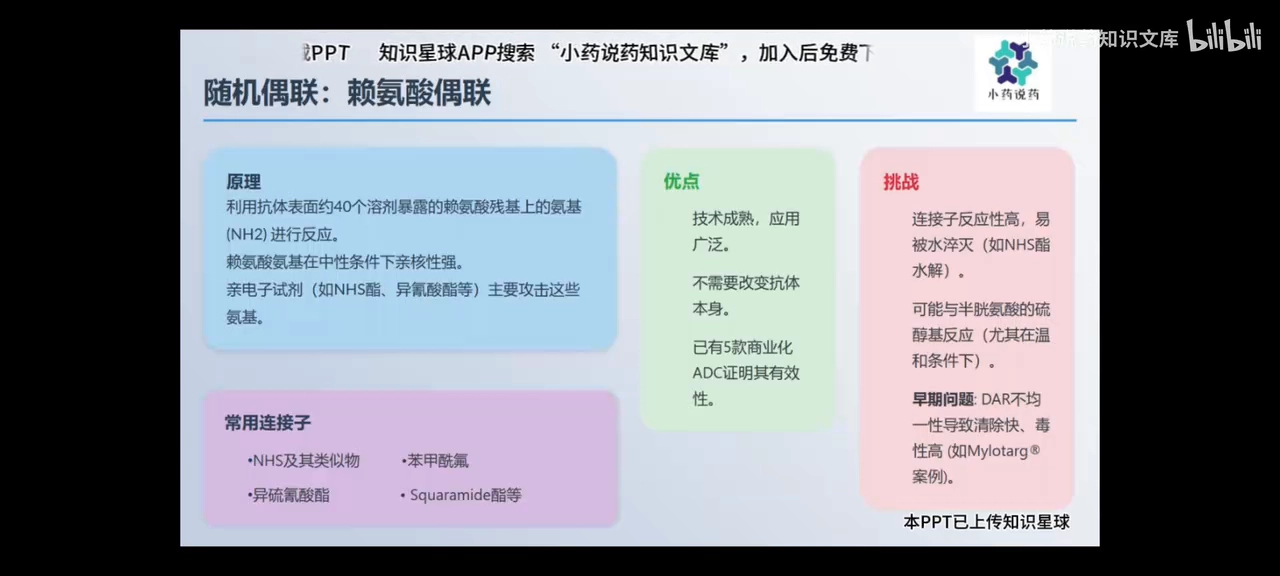 PPT 知识星球APP搜索 “小药说药知识文库”，加入后免费下
知识文库 bilibili
小药说药
随机偶联：赖氨酸偶联
原理
利用抗体表面约40个溶剂暴露的赖氨酸残基上的氨基
(NH2) 进行反应。
赖氨酸氨基在中性条件下亲核性强。
亲电子试剂（如NHS酯、异氰酸酯等）主要攻击这些
氨基。
常用连接子
•NHS及其类似物
•苯甲酰氟
•异硫氰酸酯
• Squaramide酯等
优点
技术成熟，应用
广泛。
不需要改变抗体
本身。
已有5款商业化
ADC证明其有效
性。
挑战
连接子反应性高，易
被水淬灭（如NHS酯
水解）。
可能与半胱氨酸的硫
醇基反应（尤其在温
和条件下）。
早期问题: DAR不均
一性导致清除快、毒
性高 (如Mylotarg®
案例)。
本PPT已上传知识星球